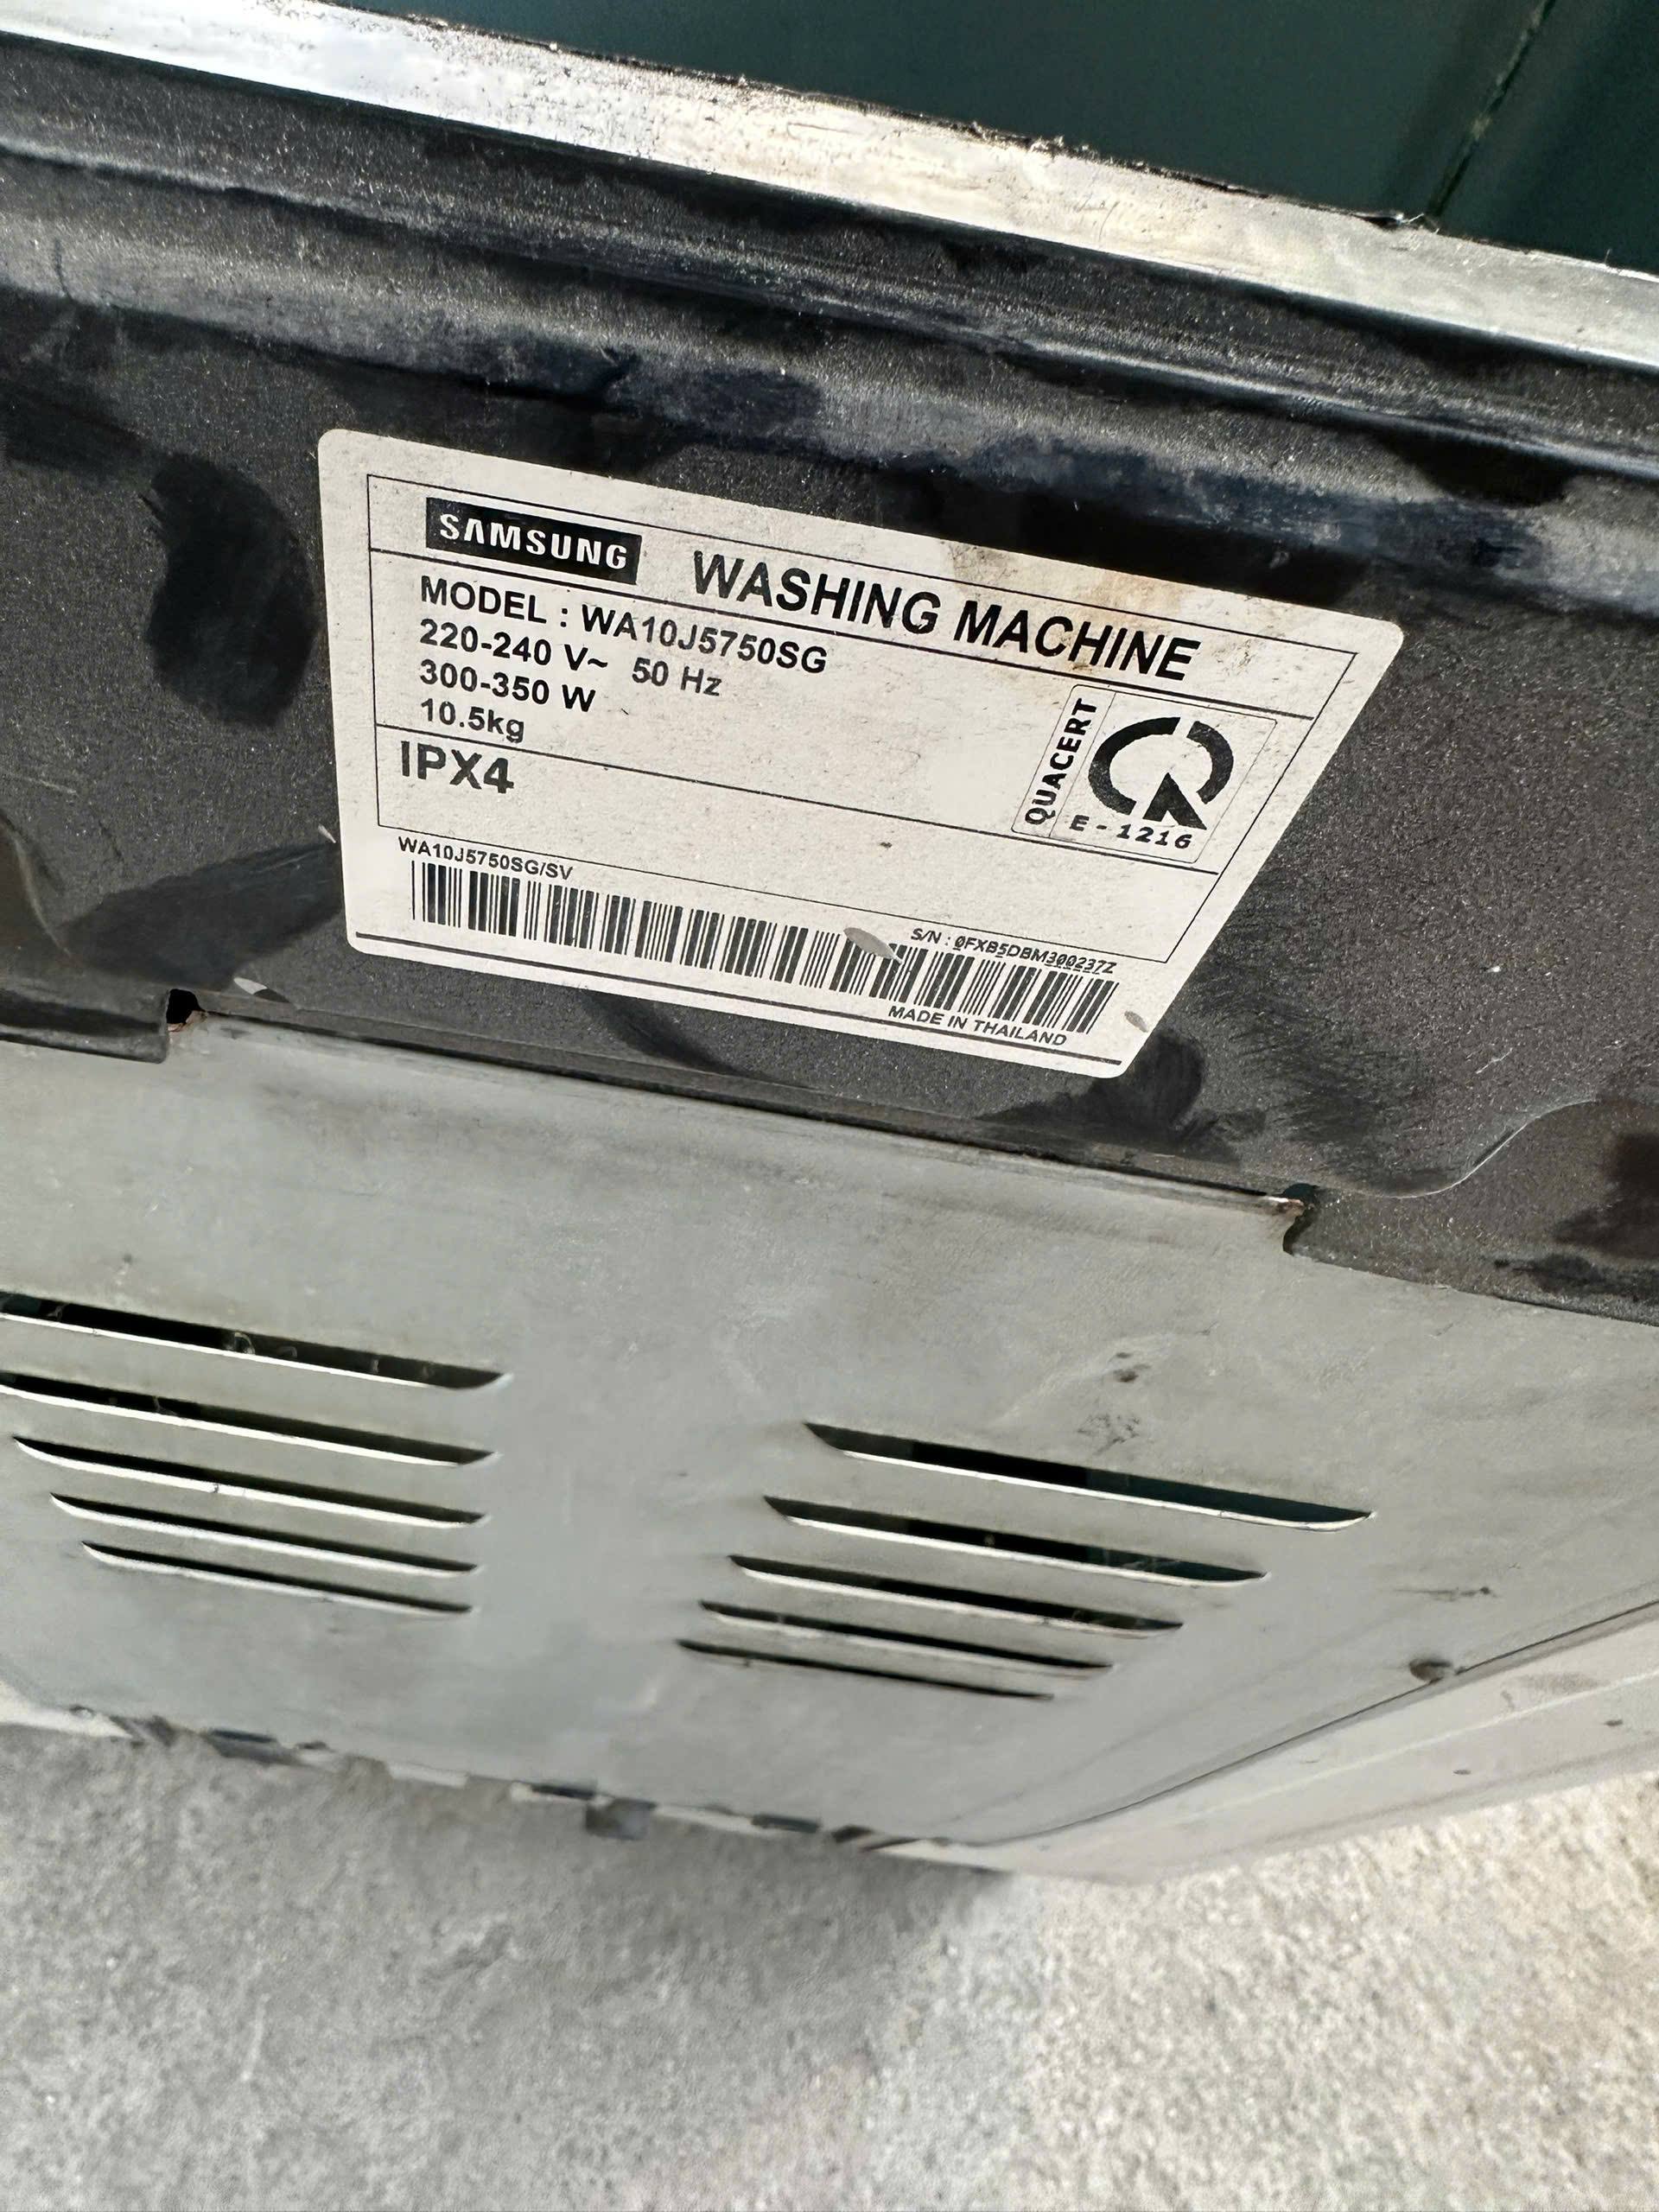 SAMSUNG WASHING MACHINE
MODEL : WA10J5750SG
220-240 V~ 50 Hz
300-350 W
10.5kg
IPX4
QUACERT
E - 1216
WA10J5750SG/SV
S/N : 0FXB5DBM300237Z
MADE IN THAILAND